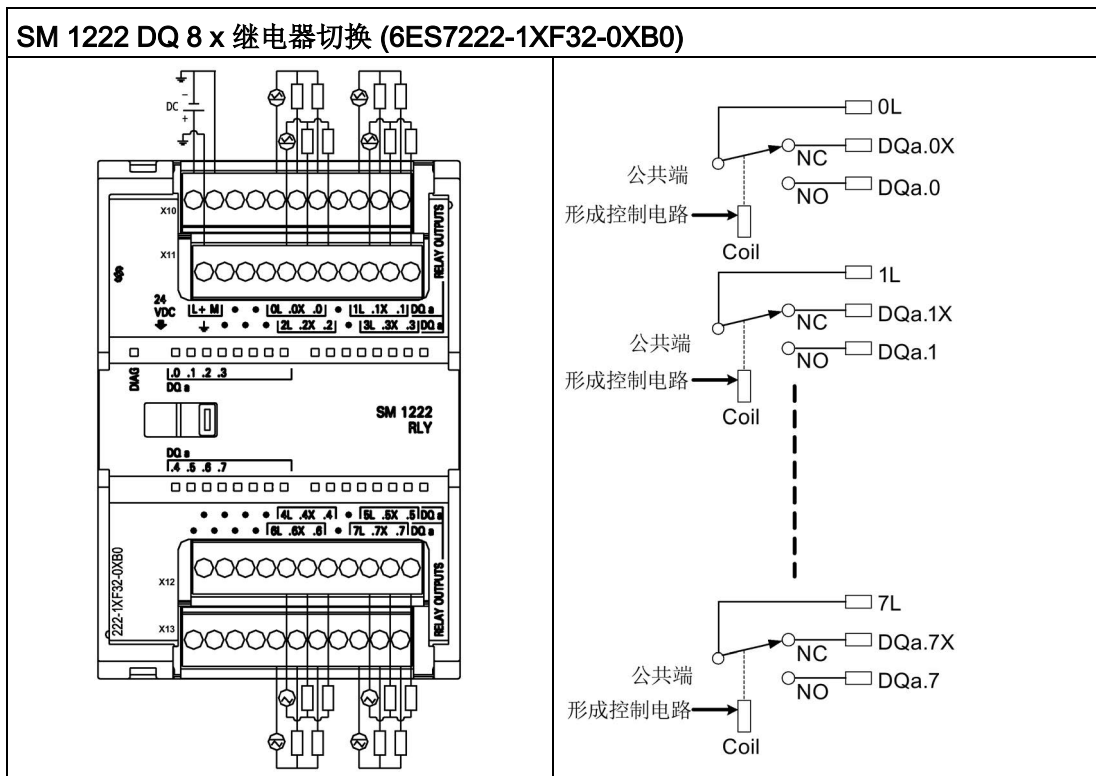 SM 1222 DQ 8 x 继电器切换 (6ES7222-1XF32-0XB0)
DC
−
+
X10
X11
RELAY OUTPUTS
24
VDC
L+ M 0L .0X .0 1L .1X .1 DQ a
2L .2X .2 3L .3X .3 DQ a
DIAG
.0 .1 .2 .3
DQ a
SM 1222
RLY
DQ a
.4 .5 .6 .7
4L .4X .4 5L .5X .5 DQ a
6L .6X .6 7L .7X .7 DQ a
222-1XF32-0XB0
X12
X13
RELAY OUTPUTS
0L
DQa.0X
NC
公共端
DQa.0
NO
形成控制电路
Coil
1L
DQa.1X
NC
公共端
DQa.1
NO
形成控制电路
Coil
7L
DQa.7X
NC
公共端
DQa.7
NO
形成控制电路
Coil